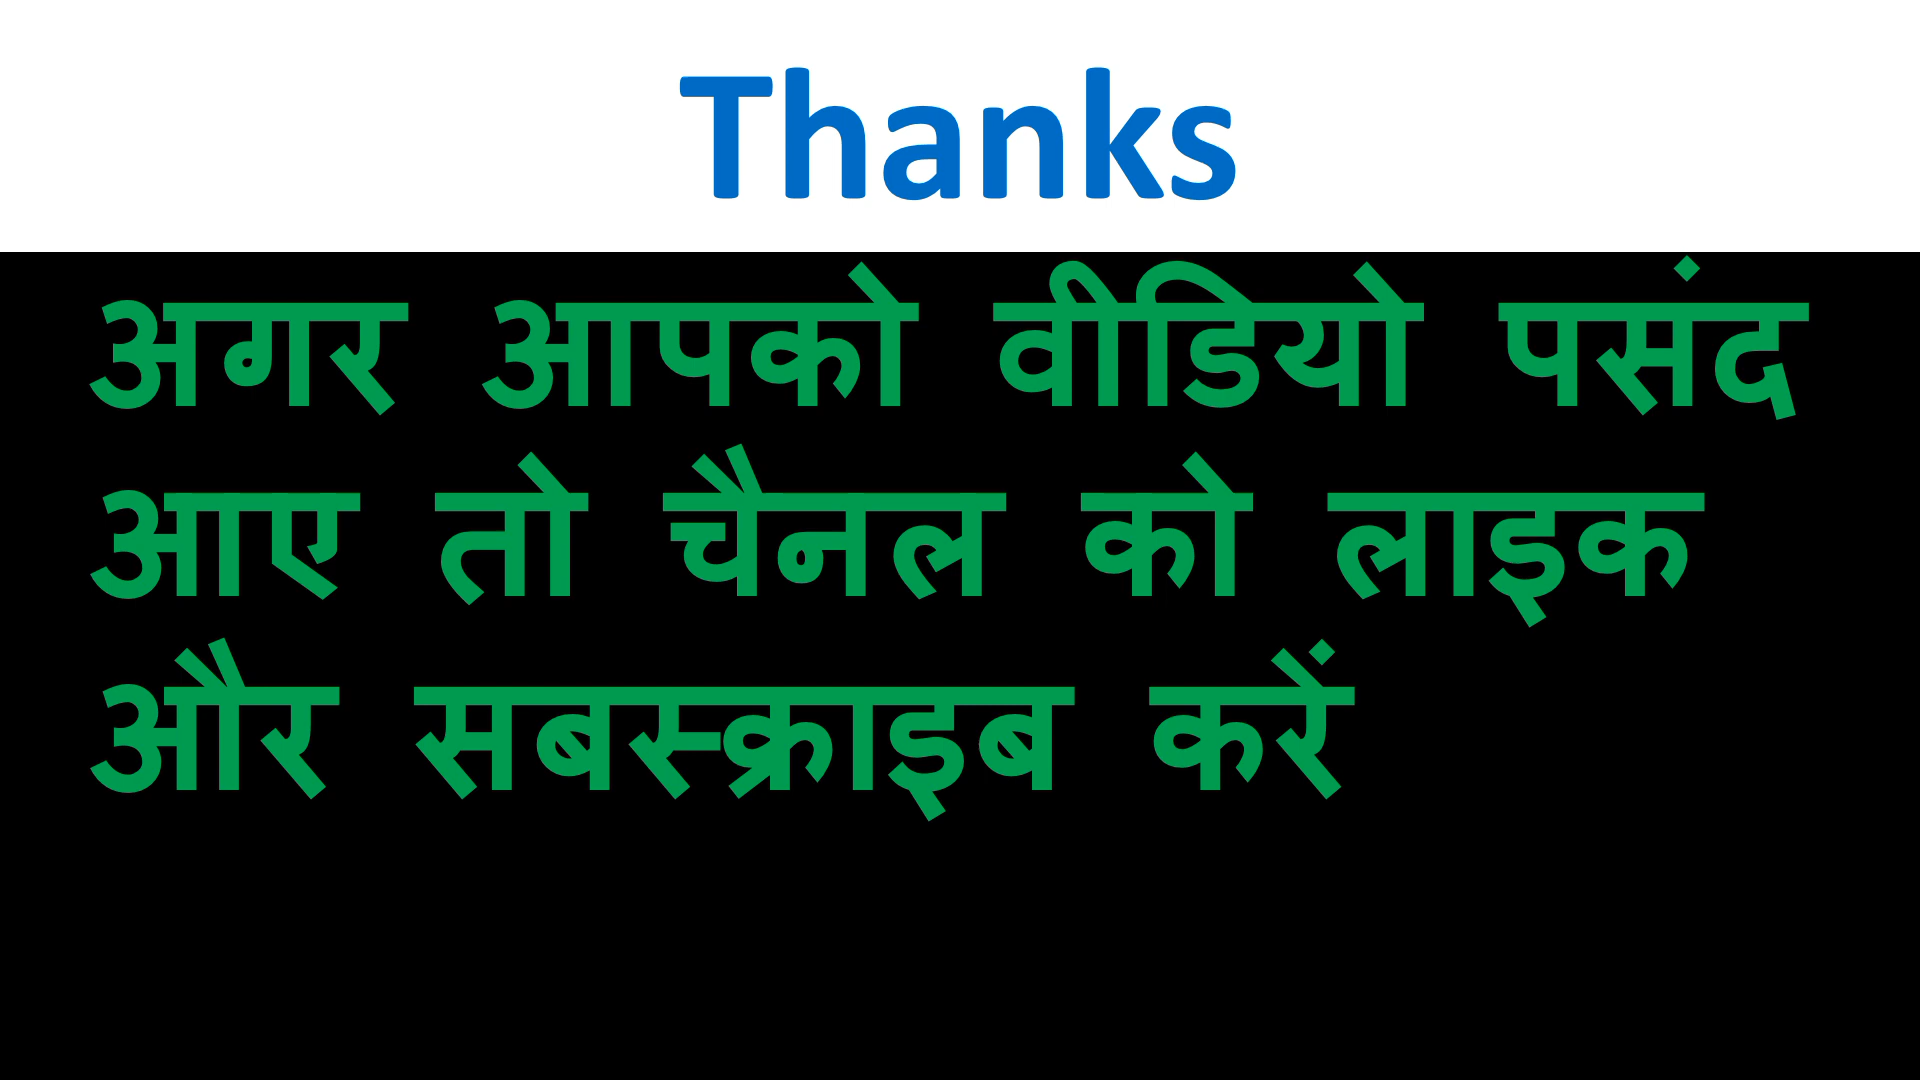 Thanks
अगर आपको वीडियो पसंद
आए तो चैनल को लाइक
और सबस्क्राइब करें